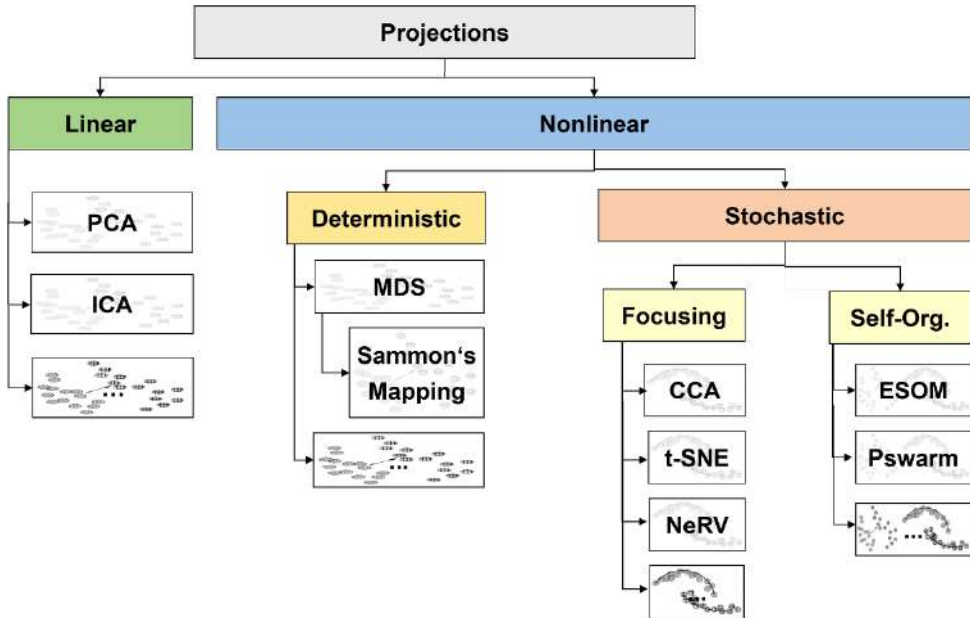 Projections
Linear
Nonlinear
PCA
ICA
...
Deterministic
MDS
Sammon‘s
Mapping
...
Stochastic
Focusing
CCA
t-SNE
NeRV
...
Self-Org.
ESOM
Pswarm
...